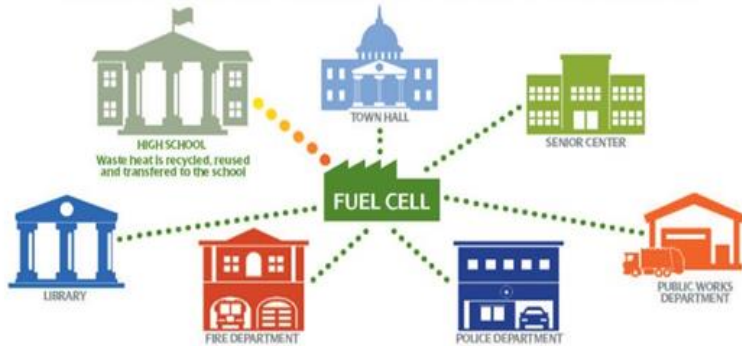 TOWN HALL
HIGH SCHOOL
Waste heat is recycled, reused
and transfered to the school
SENIOR CENTER
FUEL CELL
LIBRARY
FIRE DEPARTMENT
POLICE DEPARTMENT
PUBLIC WORKS
DEPARTMENT